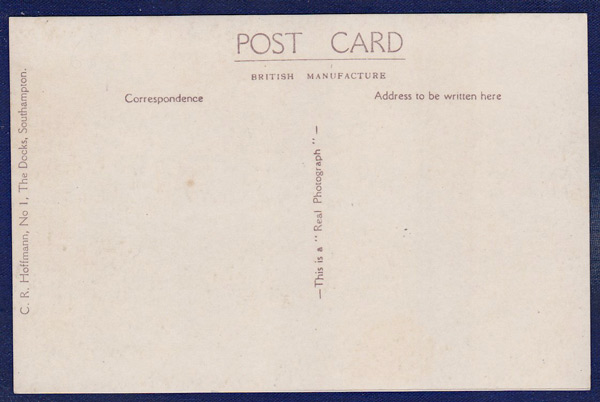 POST CARD
BRITISH MANUFACTURE
Correspondence
Address to be written here
—This is a "Real Photograph"—
C. R. Hoffmann, No 1, The Docks, Southampton.